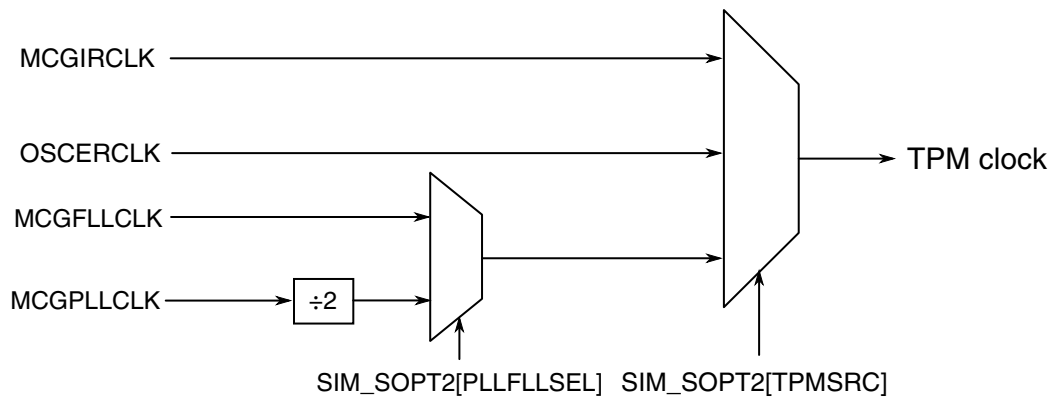 MCGIRCLK
OSCERCLK
TPM clock
MCGFLLCLK
MCGPLLCLK
÷2
SIM_SOPT2[PLLFLLSEL]
SIM_SOPT2[TPMSRC]